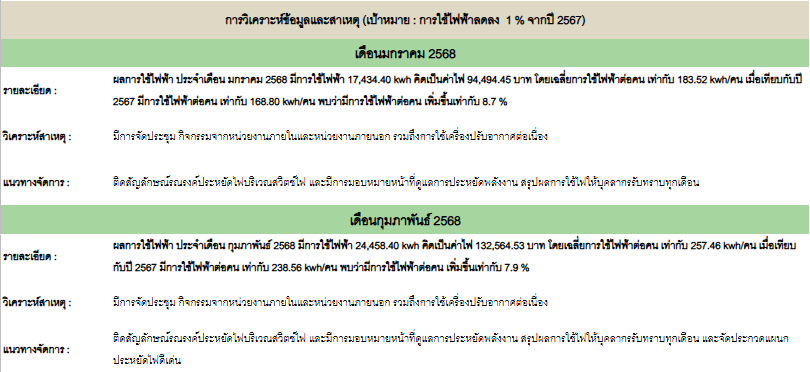 การวิเคราะห์ข้อมูลและสาเหตุ (เป้าหมาย : การใช้ไฟฟ้าลดลง 1 % จากปี 2567)
เดือนมกราคม 2568
รายละเอียด :
ผลการใช้ไฟฟ้า ประจำเดือน มกราคม 2568 มีการใช้ไฟฟ้า 17,434.40 kwh คิดเป็นค่าไฟ 94,494.45 บาท โดยเฉลี่ยการใช้ไฟฟ้าต่อคน เท่ากับ 183.52 kwh/คน เมื่อเทียบกับปี
2567 มีการใช้ไฟฟ้าต่อคน เท่ากับ 168.80 kwh/คน พบว่ามีการใช้ไฟฟ้าต่อคน เพิ่มขึ้นเท่ากับ 8.7 %
วิเคราะห์สาเหตุ :
มีการจัดประชุม กิจกรรมจากหน่วยงานภายในและหน่วยงานภายนอก รวมถึงการใช้เครื่องปรับอากาศต่อเนื่อง
แนวทางจัดการ :
ติดสัญลักษณ์รณรงค์ประหยัดไฟบริเวณสวิตช์ไฟ และมีการมอบหมายหน้าที่ดูแลการประหยัดพลังงาน สรุปผลการใช้ไฟให้บุคลากรรับทราบทุกเดือน
เดือนกุมภาพันธ์ 2568
รายละเอียด :
ผลการใช้ไฟฟ้า ประจำเดือน กุมภาพันธ์ 2568 มีการใช้ไฟฟ้า 24,458.40 kwh คิดเป็นค่าไฟ 132,564.53 บาท โดยเฉลี่ยการใช้ไฟฟ้าต่อคน เท่ากับ 257.46 kwh/คน เมื่อเทียบ
กับปี 2567 มีการใช้ไฟฟ้าต่อคน เท่ากับ 238.56 kwh/คน พบว่ามีการใช้ไฟฟ้าต่อคน เพิ่มขึ้นเท่ากับ 7.9 %
วิเคราะห์สาเหตุ :
มีการจัดประชุม กิจกรรมจากหน่วยงานภายในและหน่วยงานภายนอก รวมถึงการใช้เครื่องปรับอากาศต่อเนื่อง
แนวทางจัดการ :
ติดสัญลักษณ์รณรงค์ประหยัดไฟบริเวณสวิตช์ไฟ และมีการมอบหมายหน้าที่ดูแลการประหยัดพลังงาน สรุปผลการใช้ไฟให้บุคลากรรับทราบทุกเดือน และจัดประกวดแผนก
ประหยัดไฟดีเด่น